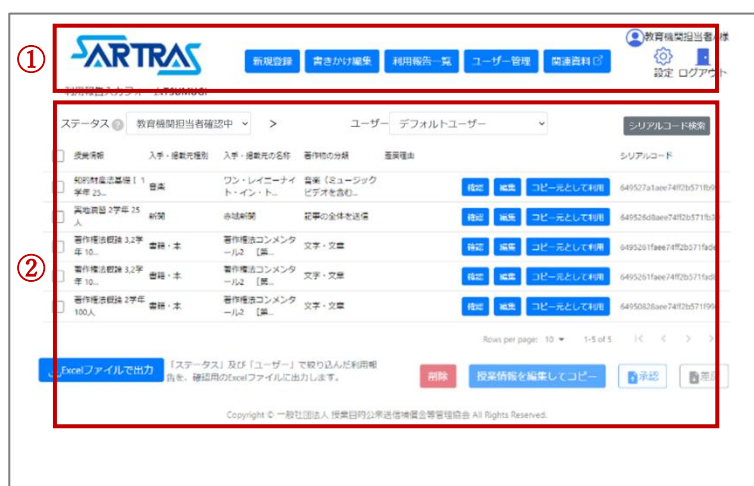 ①
SARTRAS
教育機関担当者A様
新規登録 書きかけ編集 利用報告一覧 ユーザー管理 関連資料
設定 ログアウト
利用報告入力フォームTSUMUGI
②
ステータス 教育機関担当者確認中 > ユーザー デフォルトユーザー シリアルコード検索
授業情報 入手・掲載元種別 入手・掲載元の名称 著作物の分類 差戻理由 シリアルコード
知的財産法基礎 [ 1
学年 25... 音楽 ワン・レイニーナイ
ト・イン・ト... 音楽（ミュージック
ビデオを含む... 確認 編集 コピー元として利用
実地演習 2学年 25
人 新聞 赤城新聞 記事の全体を送信 確認 編集 コピー元として利用
著作権法概論 3,2学
年 10... 書籍・本 著作権法コンメンタ
ール2 [第... 文字・文章 確認 編集 コピー元として利用
著作権法概論 3,2学
年 10... 書籍・本 著作権法コンメンタ
ール2 [第... 文字・文章 確認 編集 コピー元として利用
著作権法概論 2学年
100人 書籍・本 著作権法コンメンタ
ール2 [第... 文字・文章 確認 編集 コピー元として利用
Rows per page: 10 1-5 of 5
Excelファイルで出力 「ステータス」及び「ユーザー」で絞り込んだ利用報
告を、確認用のExcelファイルに出力します。 削除 授業情報を編集してコピー 承認 差戻
Copyright © 一般社団法人 授業目的公衆送信補償金等管理協会 All Rights Reserved.